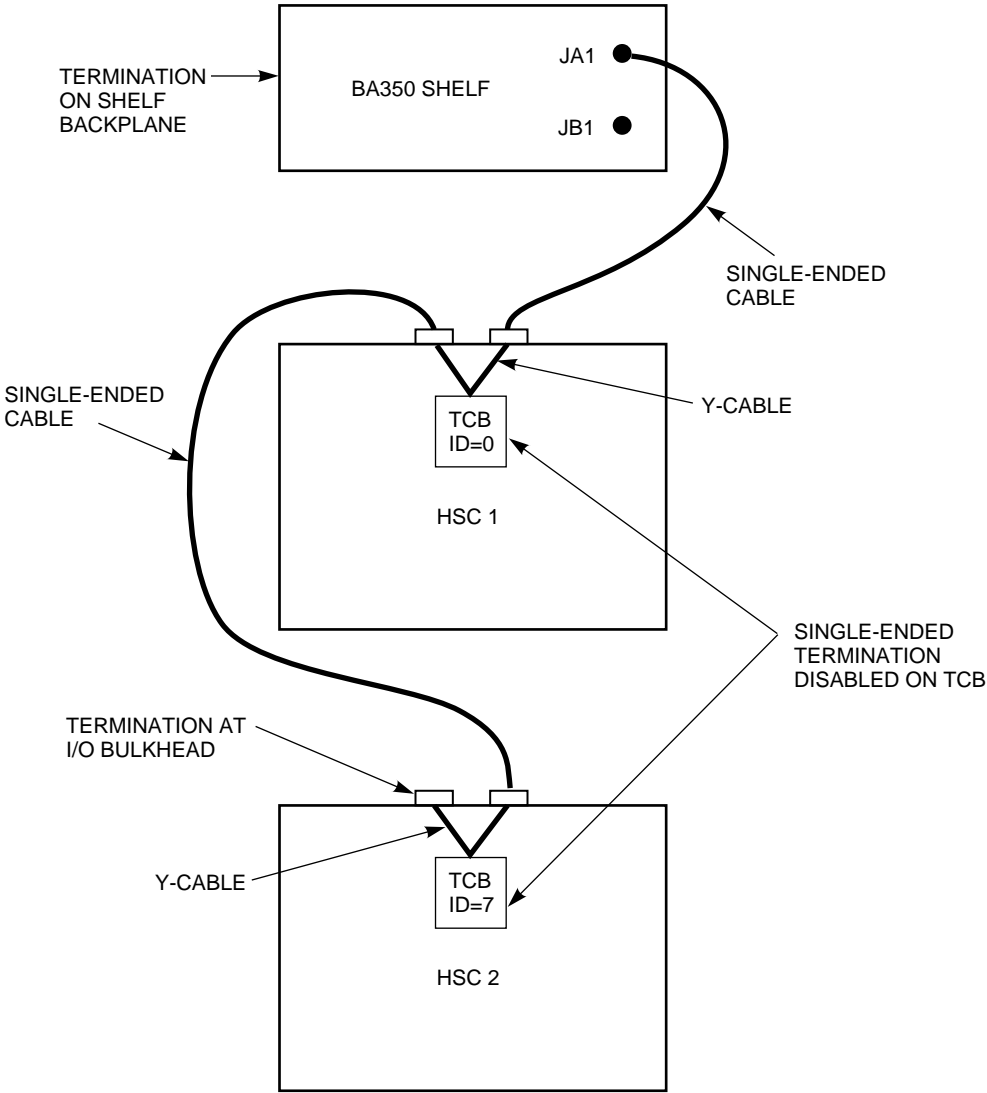 JA1
TERMINATION
ON SHELF
BACKPLANE
BA350 SHELF
JB1
SINGLE-ENDED
CABLE
SINGLE-ENDED
CABLE
Y-CABLE
TCB
ID=0
HSC 1
SINGLE-ENDED
TERMINATION
DISABLED ON TCB
TERMINATION AT
I/O BULKHEAD
Y-CABLE
TCB
ID=7
HSC 2